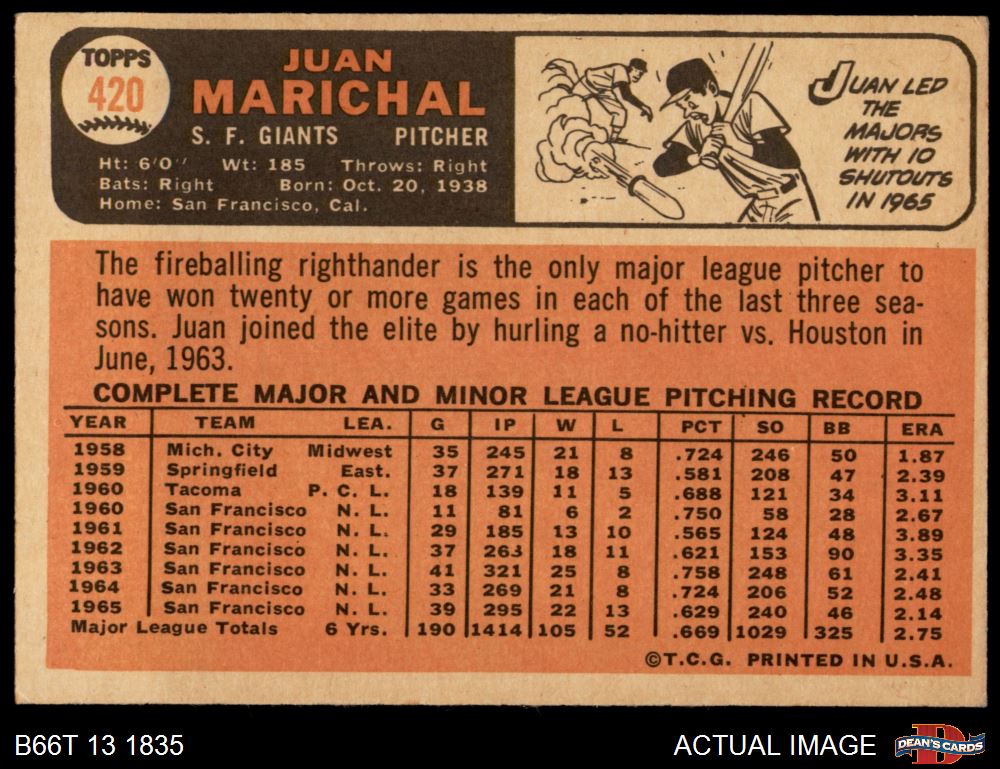 TOPPS
420
JUAN
MARICHAL
S. F. GIANTS PITCHER
Ht: 6'0" Wt: 185 Throws: Right
Bats: Right Born: Oct. 20, 1938
Home: San Francisco, Cal.
JUAN LED
THE
MAJORS
WITH 10
SHUTOUTS
IN 1965
The fireballing righthander is the only major league pitcher to
have won twenty or more games in each of the last three sea-
sons. Juan joined the elite by hurling a no-hitter vs. Houston in
June, 1963.
COMPLETE MAJOR AND MINOR LEAGUE PITCHING RECORD
YEAR TEAM LEA. G IP W L PCT SO BB ERA
1958 Mich. City Midwest 35 245 21 8 .724 246 50 1.87
1959 Springfield East. 37 271 18 13 .581 208 47 2.39
1960 Tacoma P. C. L. 18 139 11 5 .688 121 34 3.11
1960 San Francisco N. L. 11 81 6 2 .750 58 28 2.67
1961 San Francisco N. L. 29 185 13 10 .565 124 48 3.89
1962 San Francisco N. L. 37 263 18 11 .621 153 90 3.35
1963 San Francisco N. L. 41 321 25 8 .758 248 61 2.41
1964 San Francisco N. L. 33 269 21 8 .724 206 52 2.48
1965 San Francisco N. L. 39 295 22 13 .629 240 46 2.14
Major League Totals 6 Yrs. 190 1414 105 52 .669 1029 325 2.75
©T.C.G. PRINTED IN U.S.A.
B66T 13 1835
ACTUAL IMAGE
D
DEAN'S CARDS